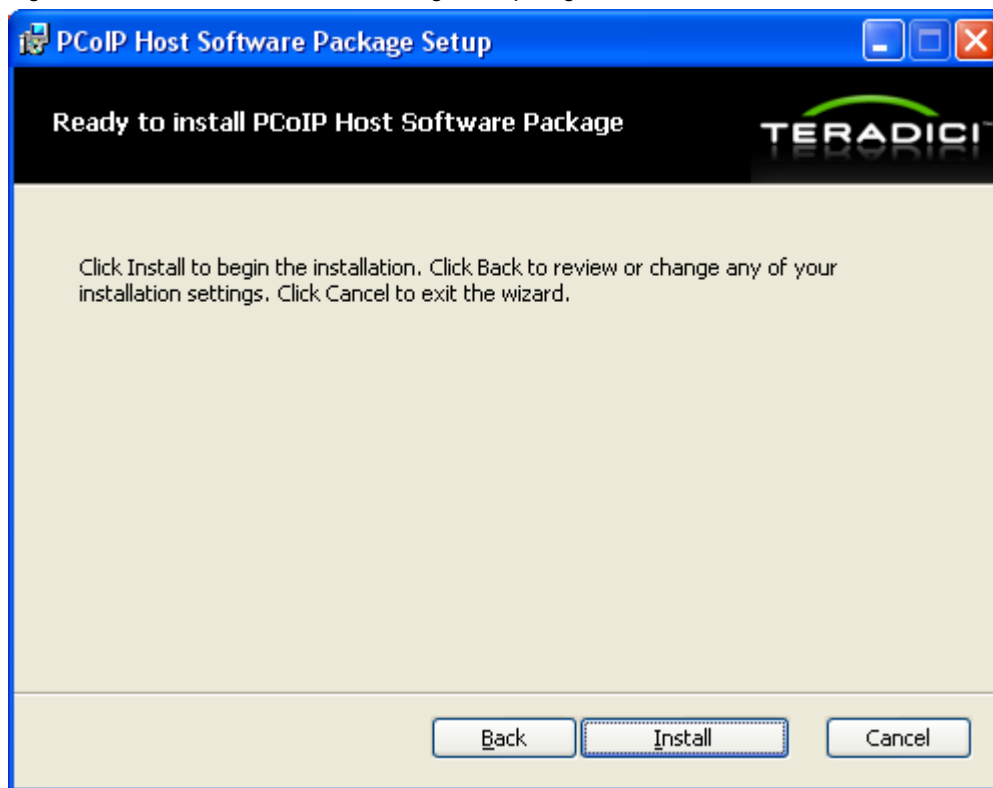 PCoIP Host Software Package Setup
Ready to install PCoIP Host Software Package
TERADICI
Click Install to begin the installation. Click Back to review or change any of your
installation settings. Click Cancel to exit the wizard.
Back
Install
Cancel